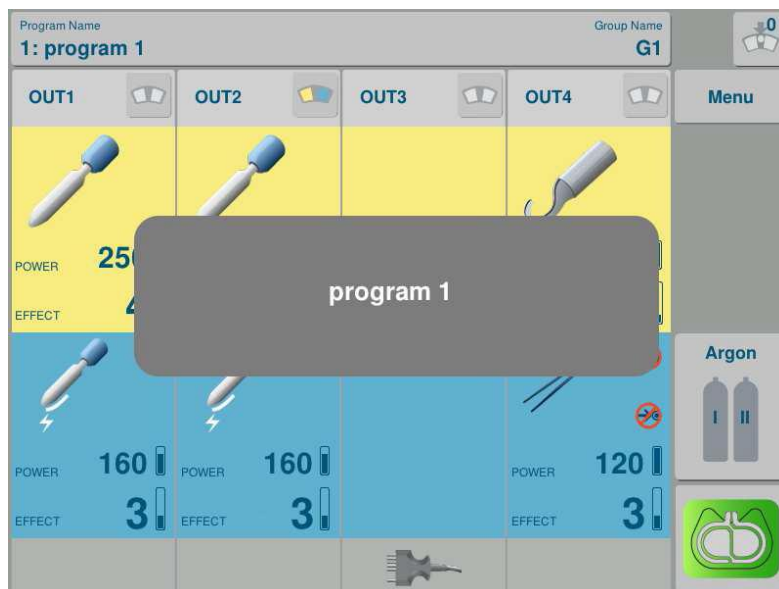 Program Name
1: program 1
Group Name
G1
0
OUT1
OUT2
OUT3
OUT4
Menu
POWER
EFFECT
program 1
POWER 160
EFFECT 3
POWER 160
EFFECT 3
POWER 120
EFFECT 3
Argon
I II